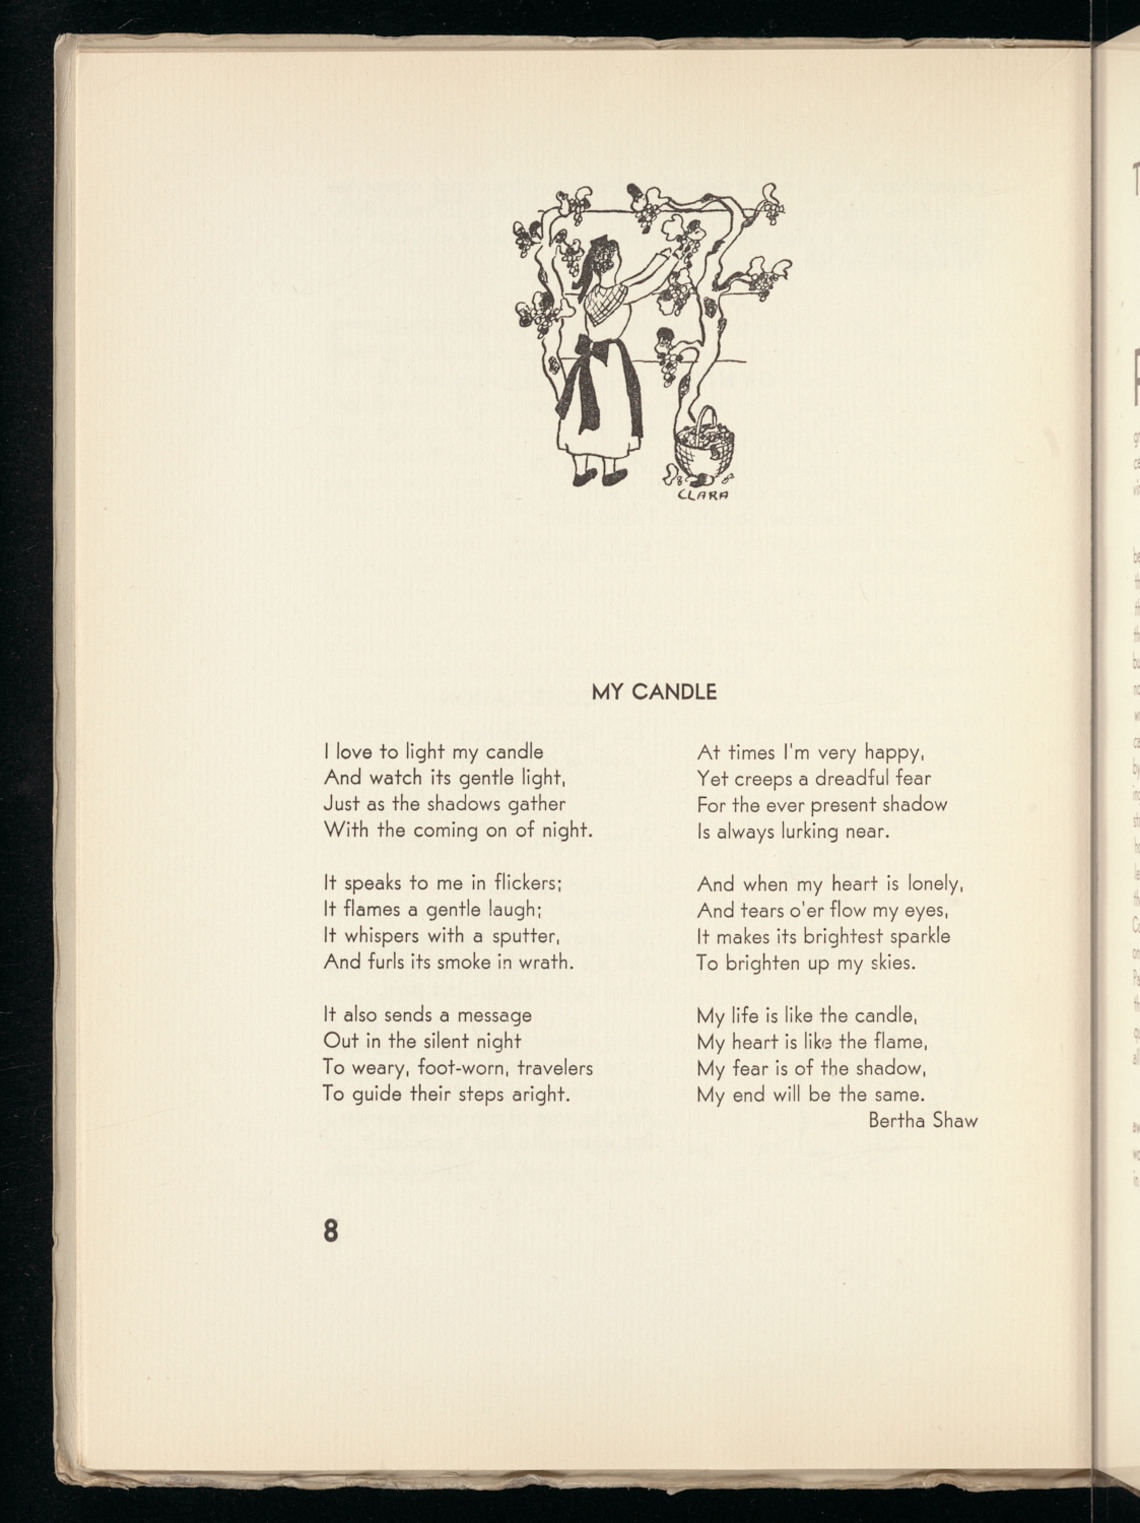 CLARA
MY CANDLE
I love to light my candle
And watch its gentle light,
Just as the shadows gather
With the coming on of night.
It speaks to me in flickers;
It flames a gentle laugh;
It whispers with a sputter,
And furls its smoke in wrath.
It also sends a message
Out in the silent night
To weary, foot-worn, travelers
To guide their steps aright.
At times I'm very happy,
Yet creeps a dreadful fear
For the ever present shadow
Is always lurking near.
And when my heart is lonely,
And tears o'er flow my eyes,
It makes its brightest sparkle
To brighten up my skies.
My life is like the candle,
My heart is like the flame,
My fear is of the shadow,
My end will be the same.
Bertha Shaw
8